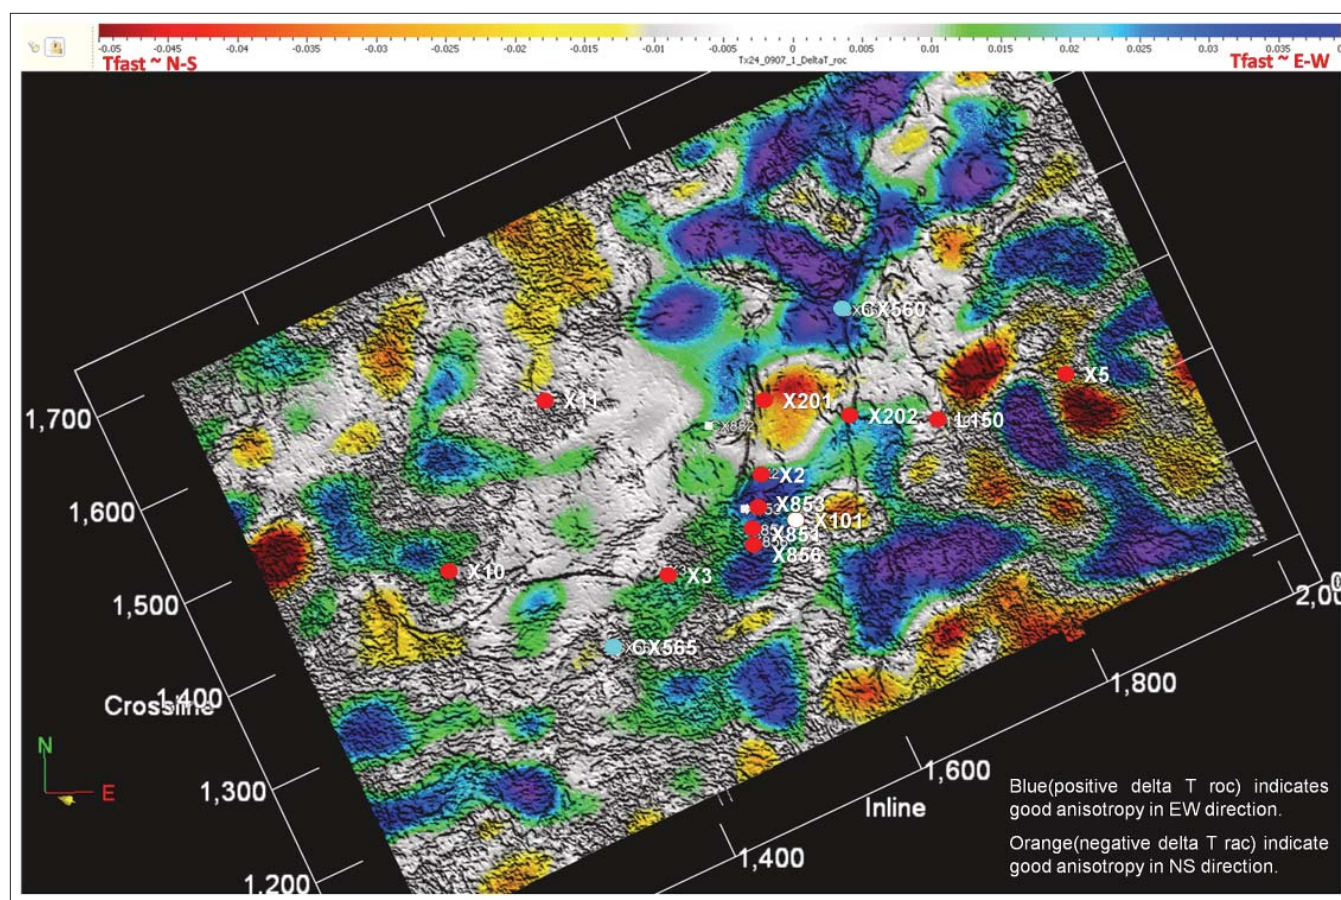 -0.05 -0.045 -0.04 -0.035 -0.03 -0.025 -0.02 -0.015 -0.01 -0.005 0 0.005 0.01 0.015 0.02 0.025 0.03 0.035
Tx24_0907_1_DeltaT_roc
Tfast ~ N-S
Tfast ~ E-W
CX560
X5
X11
X201
X202
L150
CX852
X2
X853
X101
X851
X856
X10
X3
CX565
1,700
1,600
1,500
1,400
Crossline
1,300
1,200
2,00
1,800
1,600
1,400
Inline
N
E
Blue(positive delta T roc) indicates
good anisotropy in EW direction.
Orange(negative delta T rac) indicate
good anisotropy in NS direction.